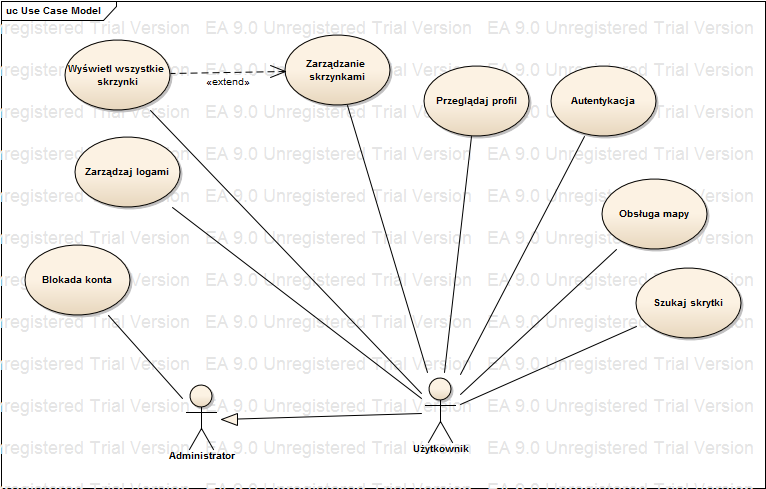 uc Use Case Model
EA 9.0 Unregistered Trial Version
Wyświetl wszystkie
skrzynki
«extend»
Zarządzanie
skrzynkami
Przeglądaj profil
Autentykacja
Zarządzaj logami
Obsługa mapy
Blokada konta
Szukaj skrytki
Administrator
Użytkownik